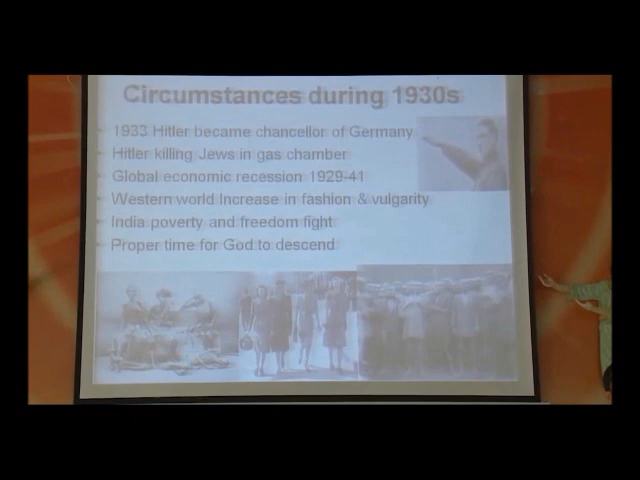 Circumstances during 1930s
1933 Hitler became chancellor of Germany
Hitler killing Jews in gas chamber
Global economic recession 1929-41
Western world Increase in fashion & vulgarity
India poverty and freedom fight
Proper time for God to descend